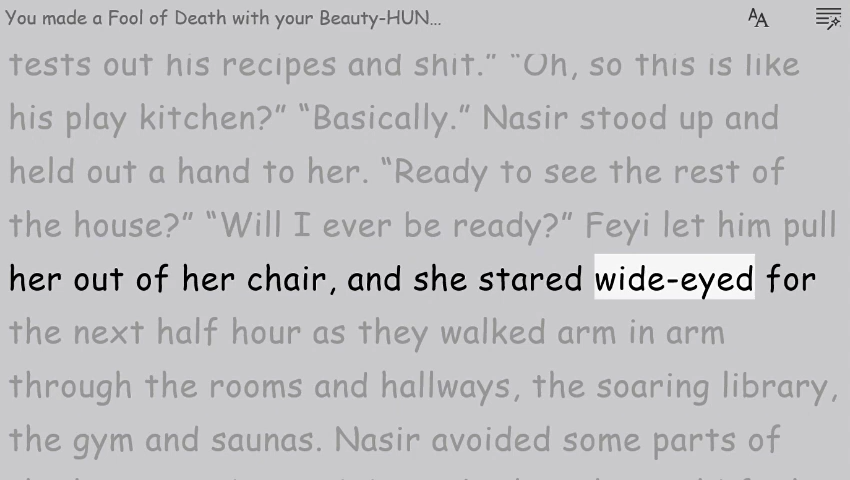 You made a Fool of Death with your Beauty-HUN...
tests out his recipes and shit.” “Oh, so this is like
his play kitchen?” “Basically.” Nasir stood up and
held out a hand to her. “Ready to see the rest of
the house?” “Will I ever be ready?” Feyi let him pull
her out of her chair, and she stared wide-eyed for
the next half hour as they walked arm in arm
through the rooms and hallways, the soaring library,
the gym and saunas. Nasir avoided some parts of